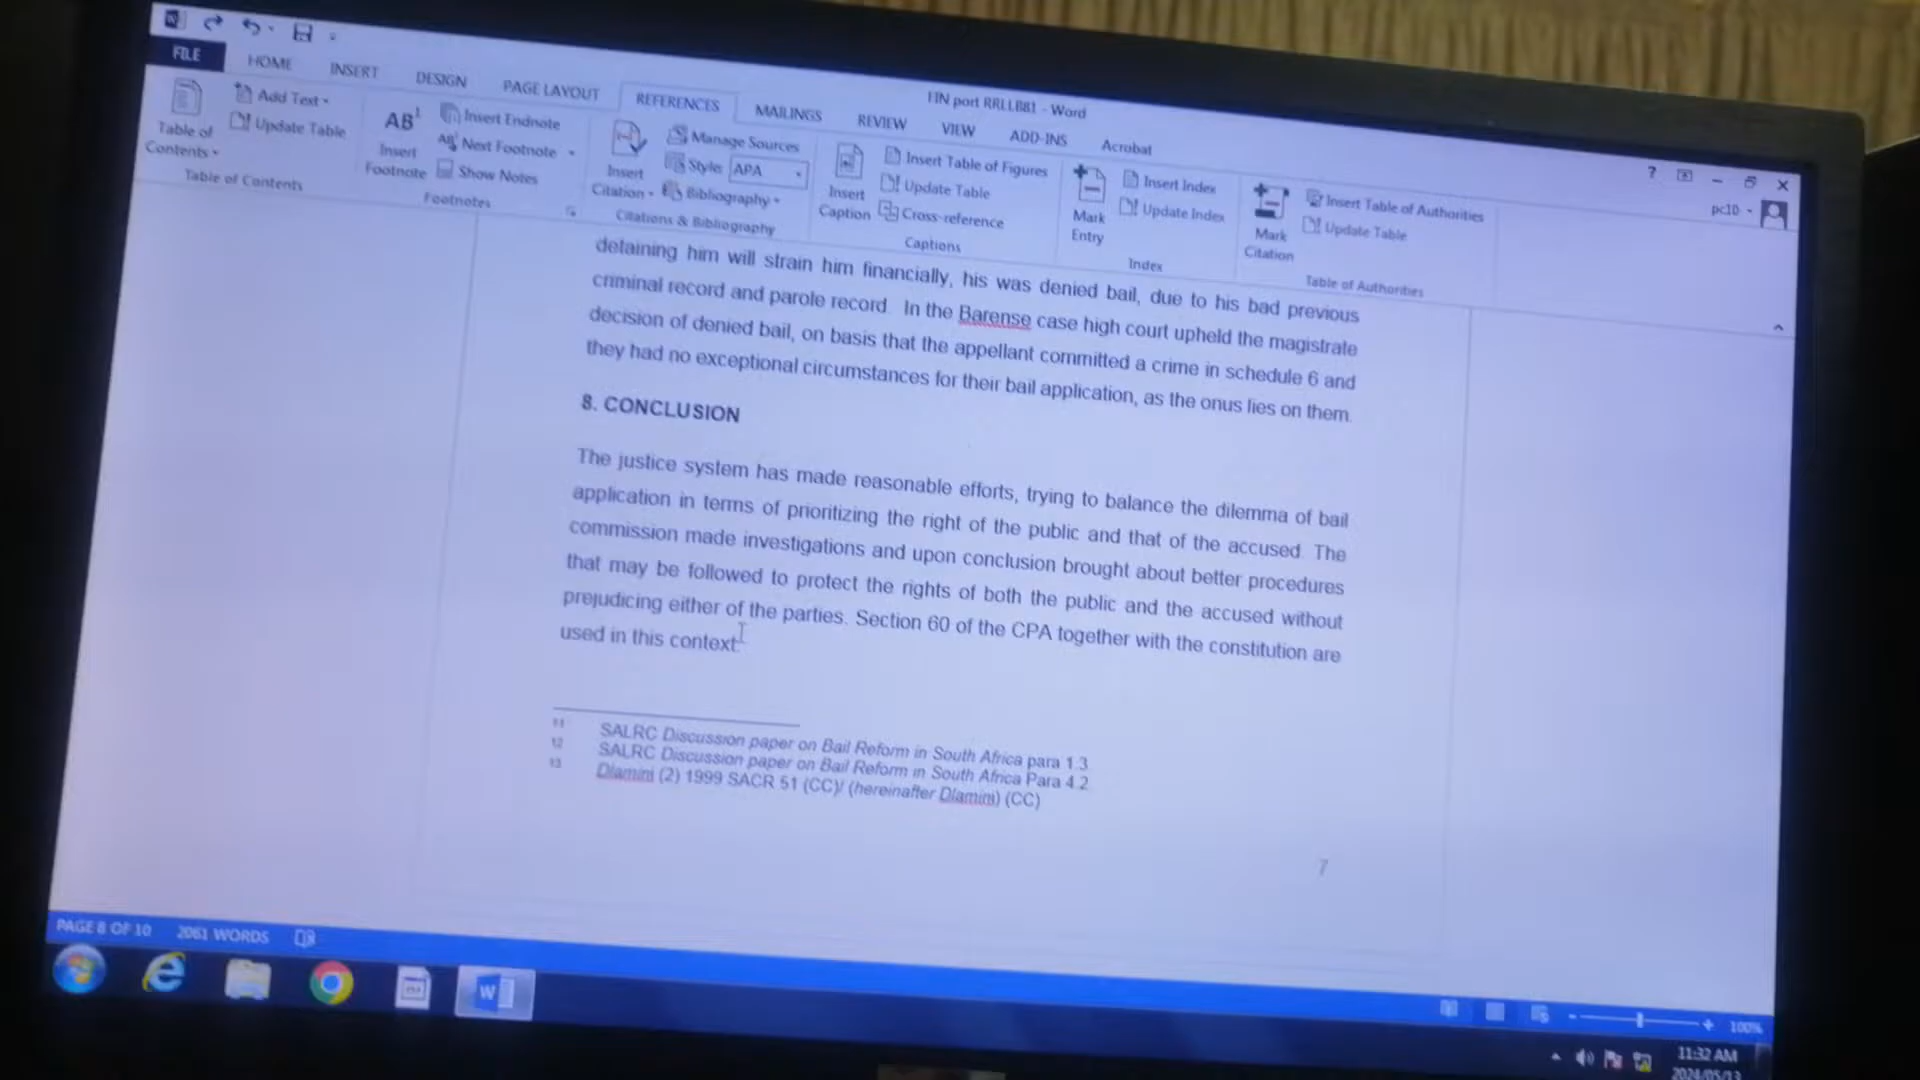 FIN port RRLLB81 - Word
FILE HOME INSERT DESIGN PAGE LAYOUT REFERENCES MAILINGS REVIEW VIEW ADD-INS Acrobat
pc10
Table of Contents
Add Text
Update Table
Table of Contents
AB1
Insert Footnote
Insert Endnote
AB1 Next Footnote
Show Notes
Footnotes
Insert Citation
Manage Sources
Style: APA
Bibliography
Citations & Bibliography
Insert Caption
Insert Table of Figures
Update Table
Cross-reference
Captions
Mark Entry
Insert Index
Update Index
Index
Mark Citation
Insert Table of Authorities
Update Table
Table of Authorities
detaining him will strain him financially, his was denied bail, due to his bad previous
criminal record and parole record. In the Barense case high court upheld the magistrate
decision of denied bail, on basis that the appellant committed a crime in schedule 6 and
they had no exceptional circumstances for their bail application, as the onus lies on them.
8. CONCLUSION
The justice system has made reasonable efforts, trying to balance the dilemma of bail
application in terms of prioritizing the right of the public and that of the accused. The
commission made investigations and upon conclusion brought about better procedures
that may be followed to protect the rights of both the public and the accused without
prejudicing either of the parties. Section 60 of the CPA together with the constitution are
used in this context.
11 SALRC Discussion paper on Bail Reform in South Africa para 1.3
12 SALRC Discussion paper on Bail Reform in South Africa Para 4.2
13 Dlamini (2) 1999 SACR 51 (CC)/ (hereinafter Dlamini) (CC)
7
PAGE 8 OF 10 2061 WORDS
100%
11:32 AM
2024/05/13